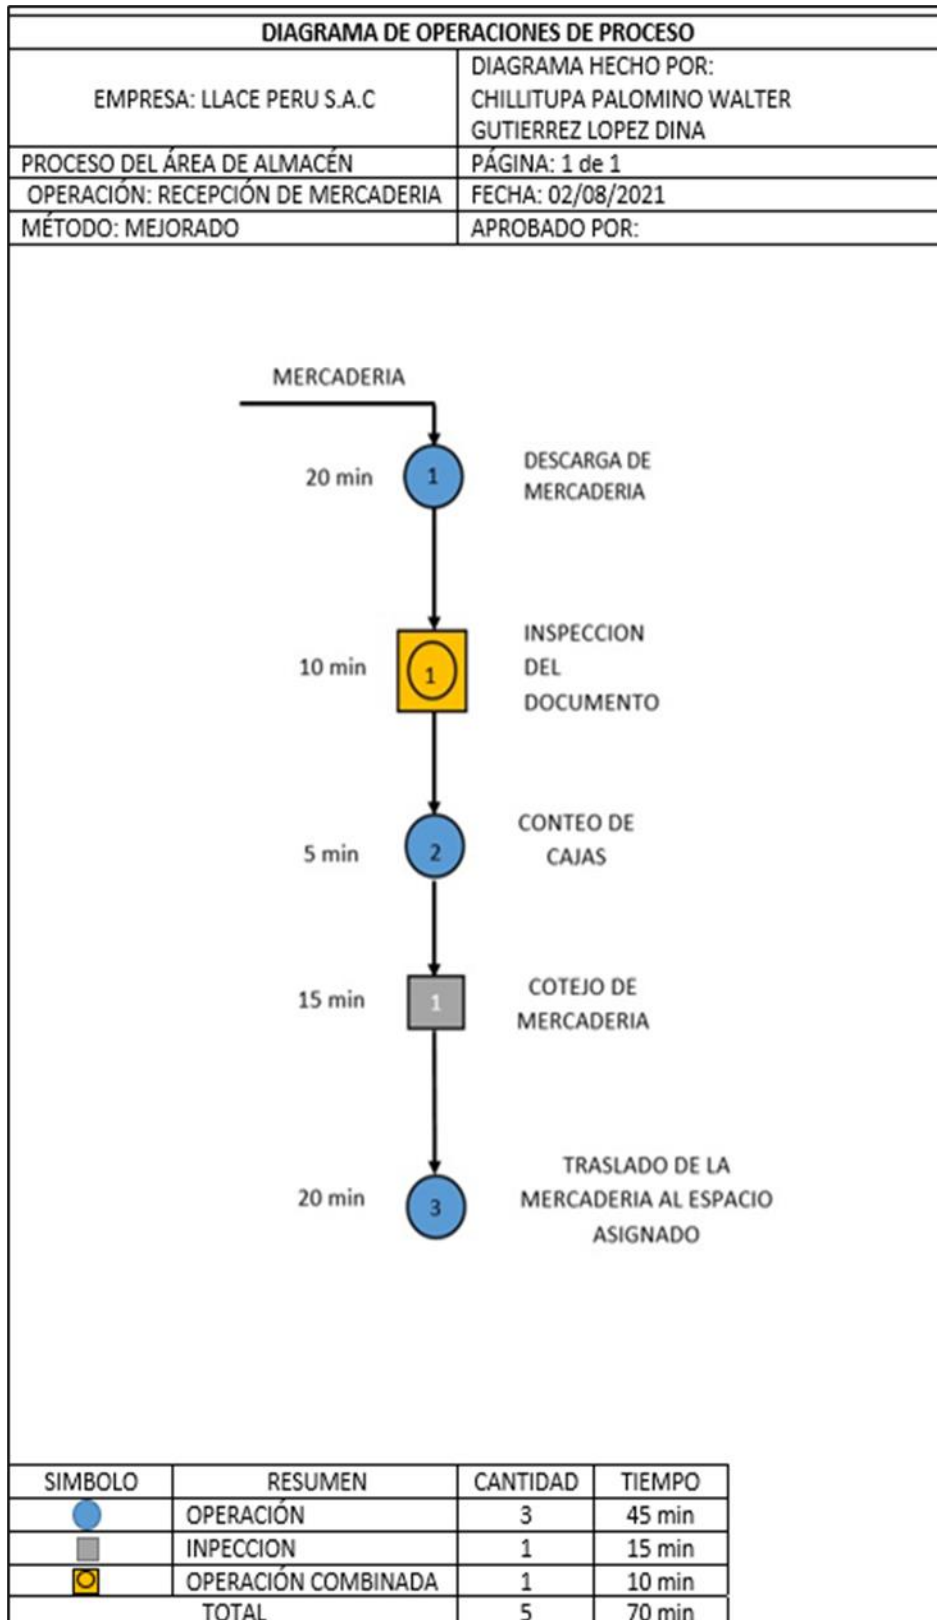 DIAGRAMA DE OPERACIONES DE PROCESO
EMPRESA: LLACE PERU S.A.C
DIAGRAMA HECHO POR:
CHILLITUPA PALOMINO WALTER
GUTIERREZ LOPEZ DINA
PROCESO DEL ÁREA DE ALMACÉN
PÁGINA: 1 de 1
OPERACIÓN: RECEPCIÓN DE MERCADERIA
FECHA: 02/08/2021
MÉTODO: MEJORADO
APROBADO POR:
MERCADERIA
20 min
1
DESCARGA DE
MERCADERIA
10 min
1
INSPECCION
DEL
DOCUMENTO
5 min
2
CONTEO DE
CAJAS
15 min
1
COTEJO DE
MERCADERIA
20 min
3
TRASLADO DE LA
MERCADERIA AL ESPACIO
ASIGNADO
SIMBOLO RESUMEN CANTIDAD TIEMPO
OPERACIÓN 3 45 min
INPECCION 1 15 min
OPERACIÓN COMBINADA 1 10 min
TOTAL 5 70 min